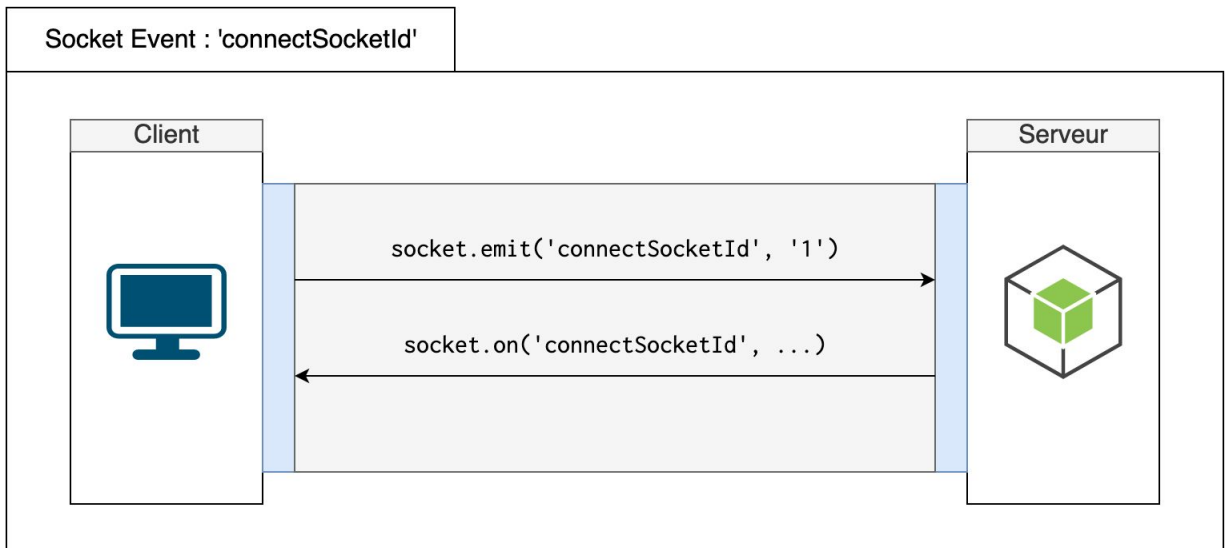 Socket Event : 'connectSocketId'
Client
Serveur
socket.emit('connectSocketId', '1')
socket.on('connectSocketId', ...)